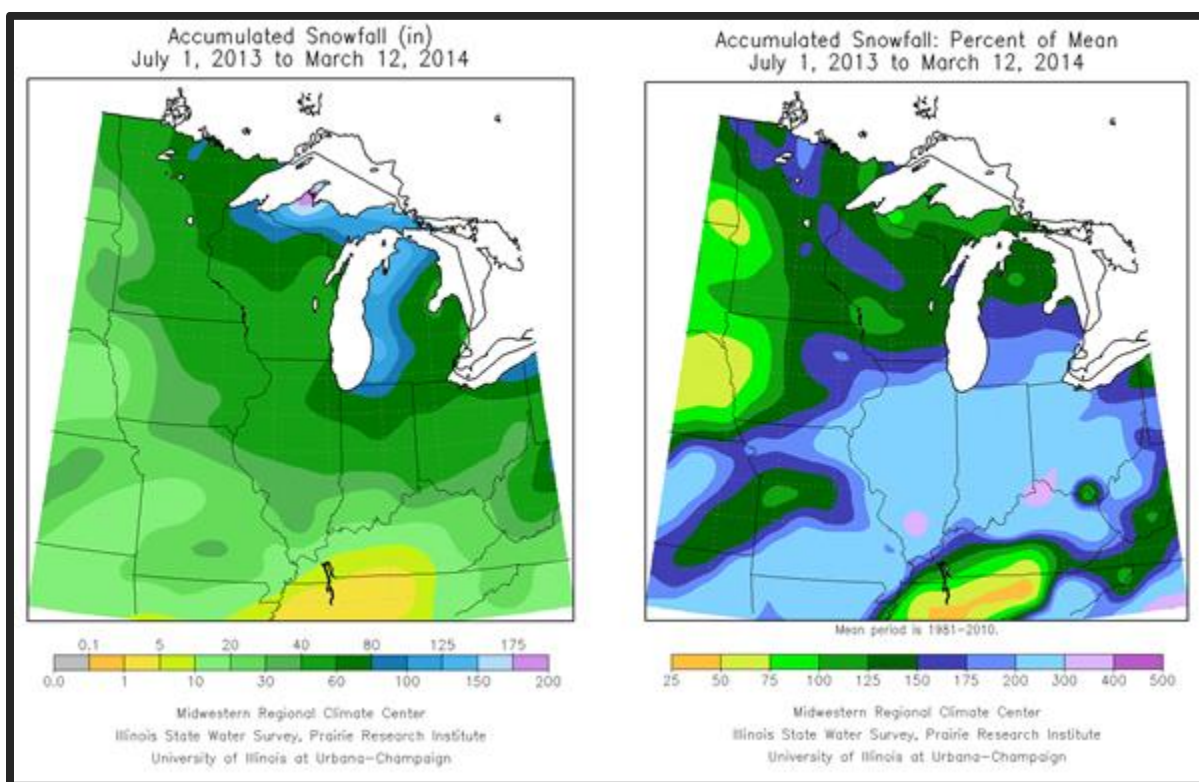 Accumulated Snowfall (in)
July 1, 2013 to March 12, 2014
0.1 5 20 40 80 125 175
0.0 1 10 30 60 100 150 200
Midwestern Regional Climate Center
Illinois State Water Survey, Prairie Research Institute
University of Illinois at Urbana-Champaign
Accumulated Snowfall: Percent of Mean
July 1, 2013 to March 12, 2014
Mean period is 1981-2010.
25 50 75 100 125 150 175 200 300 400 500
Midwestern Regional Climate Center
Illinois State Water Survey, Prairie Research Institute
University of Illinois at Urbana-Champaign